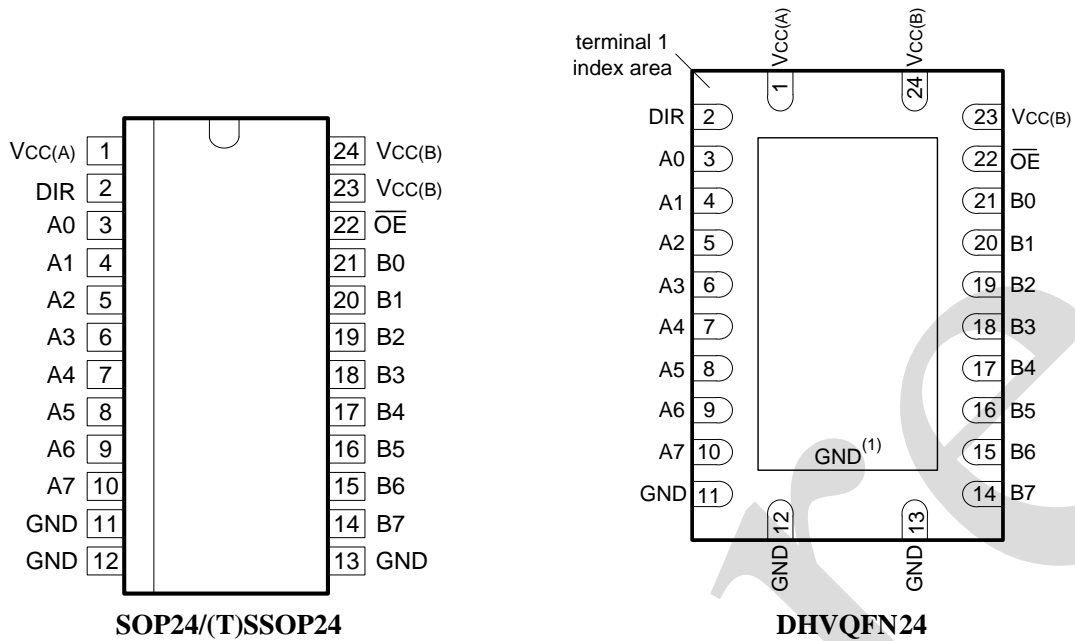 VCC(A) 1
DIR 2
A0 3
A1 4
A2 5
A3 6
A4 7
A5 8
A6 9
A7 10
GND 11
GND 12
24 VCC(B)
23 VCC(B)
22 OE
21 B0
20 B1
19 B2
18 B3
17 B4
16 B5
15 B6
14 B7
13 GND
SOP24/(T)SSOP24
terminal 1
index area
VCC(A)
1
VCC(B)
24
DIR 2
A0 3
A1 4
A2 5
A3 6
A4 7
A5 8
A6 9
A7 10
GND 11
23 VCC(B)
22 OE
21 B0
20 B1
19 B2
18 B3
17 B4
16 B5
15 B6
14 B7
GND(1)
GND 12
GND 13
DHVQFN24
re